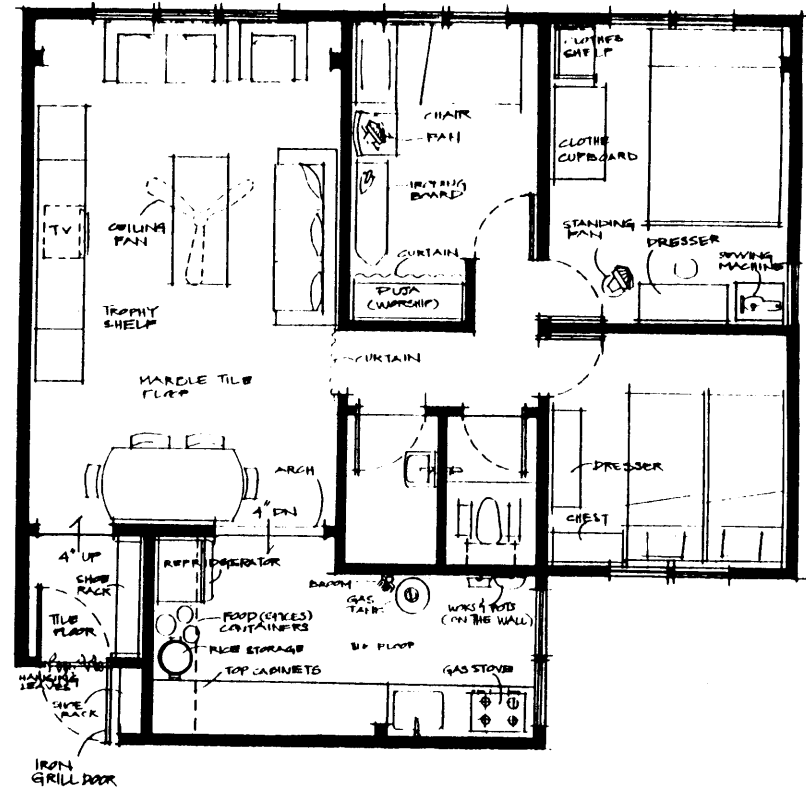 CLOTHES
SHELF
CHAIR
FAN
CLOTHE
CUPBOARD
IRONING
BOARD
TV
CEILING
FAN
STANDING
FAN
DRESSER
SEWING
MACHINE
CURTAIN
PUJA
(WORSHIP)
TROPHY
SHELF
CURTAIN
MARBLE TILE
FLOOR
ARCH
DRESSER
4" DN
CHEST
4" UP
REFRIDGERATOR
SHOE
RACK
BROOM
GAS
TANK
WOKS & POTS
(ON THE WALL)
TILE
FLOOR
FOOD (SPICES)
CONTAINERS
RICE STORAGE
FLOOR
TOP CABINETS
GAS STOVE
HANGING
LEAVES
SHOE
RACK
IRON
GRILL DOOR